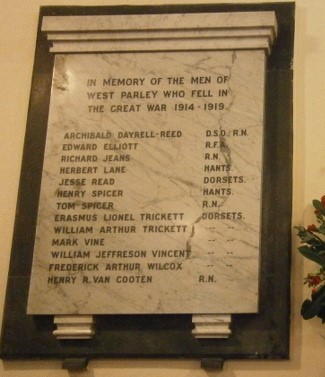 IN MEMORY OF THE MEN OF
WEST PARLEY WHO FELL IN
THE GREAT WAR 1914-1919.
ARCHIBALD DAYRELL-REED D.S.O. R.N.
EDWARD ELLIOTT R.F.A.
RICHARD JEANS R.N.
HERBERT LANE HANTS.
JESSE READ DORSETS.
HENRY SPICER HANTS.
TOM SPICER R.N.
ERASMUS LIONEL TRICKETT DORSETS.
WILLIAM ARTHUR TRICKETT " "
MARK VINE " "
WILLIAM JEFFRESON VINCENT " "
FREDERICK ARTHUR WILCOX " "
HENRY R. VAN COOTEN R.N.